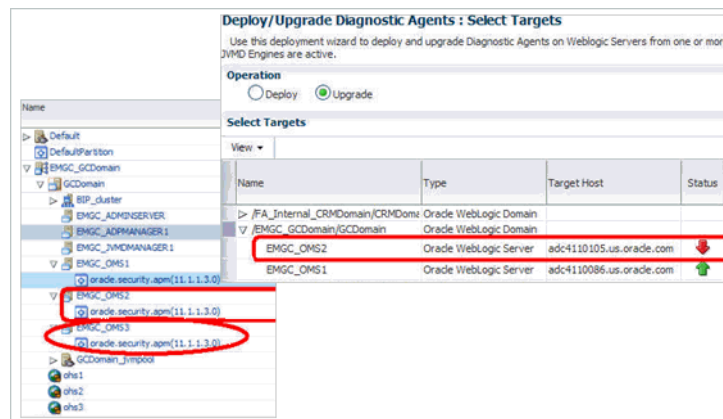 Deploy/Upgrade Diagnostic Agents : Select Targets
Use this deployment wizard to deploy and upgrade Diagnostic Agents on Weblogic Servers from one or mor
JVMD Engines are active.
Operation
Deploy Upgrade
Select Targets
View
Name Type Target Host Status
/FA_Internal_CRMDomain/CRMDoma Oracle WebLogic Domain
/EMGC_GCDomain/GCDomain Oracle WebLogic Domain
EMGC_OMS2 Oracle WebLogic Server adc4110105.us.oracle.com
EMGC_OMS1 Oracle WebLogic Server adc4110086.us.oracle.com
Name
Default
DefaultPartition
EMGC_GCDomain
GCDomain
BIP_cluster
EMGC_ADMINSERVER
EMGC_ADPMANAGER1
EMGC_JVMDMANAGER1
EMGC_OMS1
oracle.security.apm(11.1.1.3.0)
EMGC_OMS2
oracle.security.apm(11.1.1.3.0)
EMGC_OMS3
oracle.security.apm(11.1.1.3.0)
GCDomain_jvmpool
ohs1
ohs2
ohs3